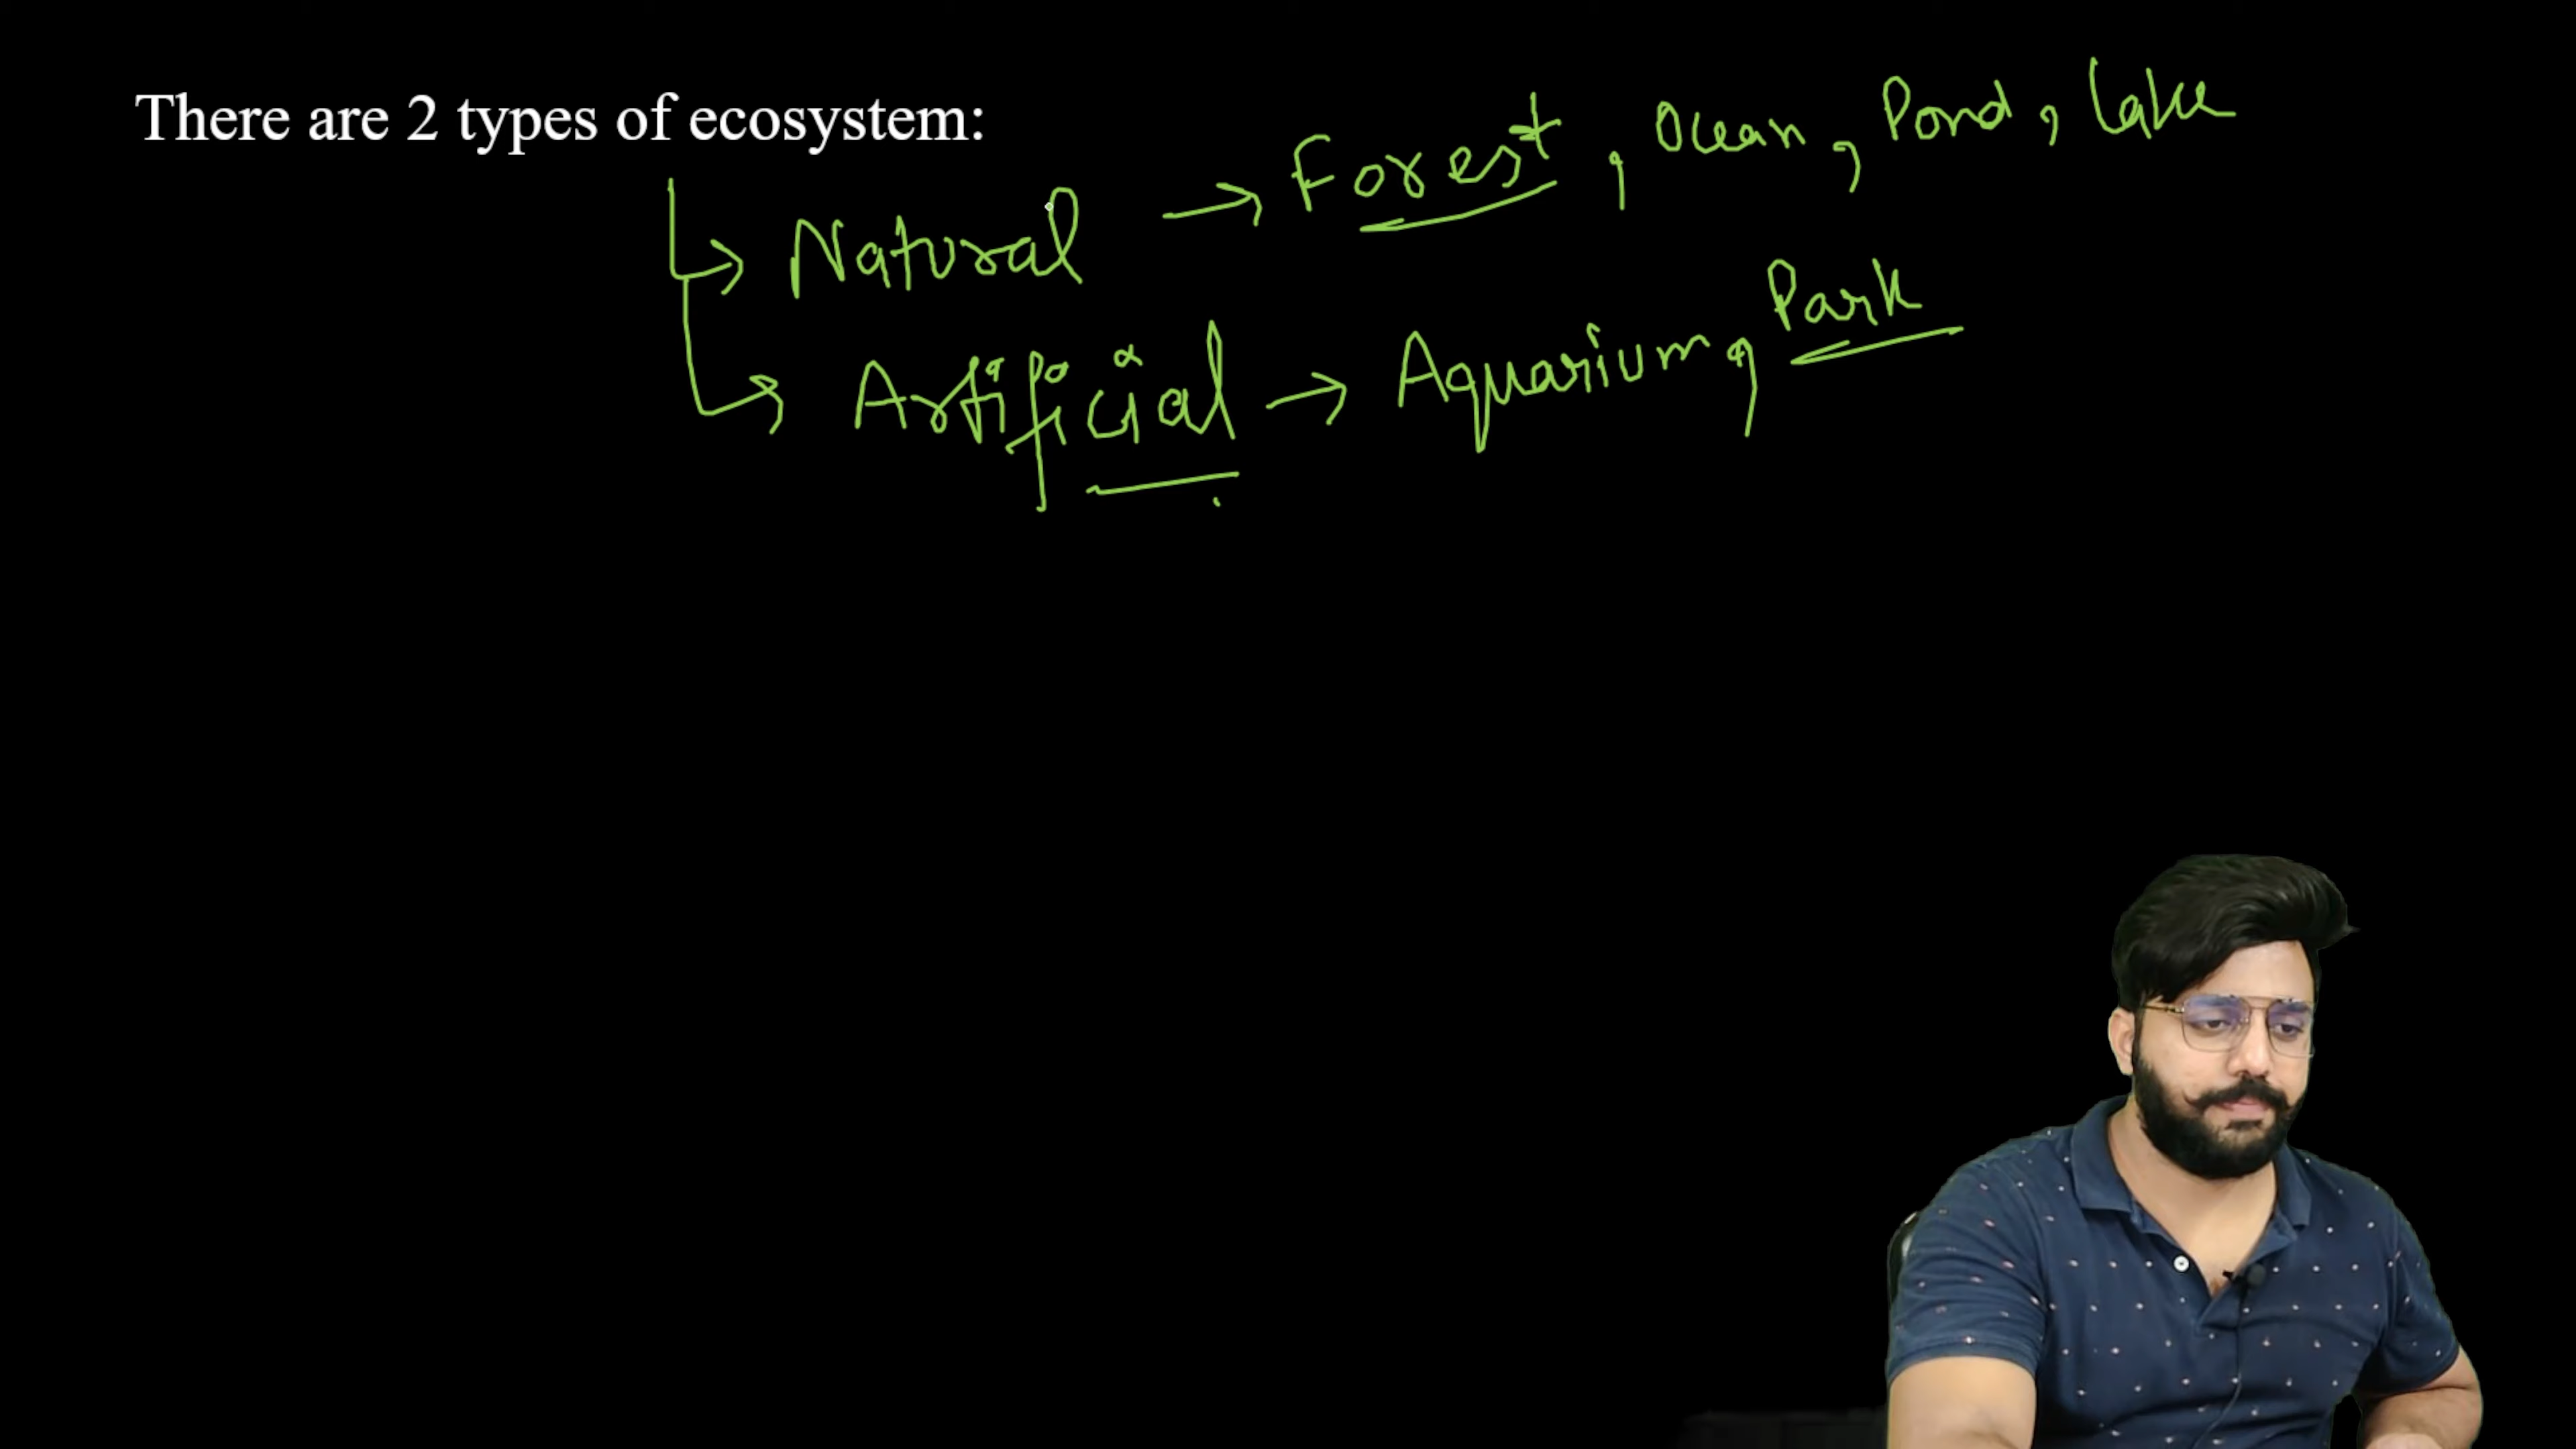 There are 2 types of ecosystem:
Natural → Forest, Ocean, Pond, Lake
Artificial → Aquarium, Park